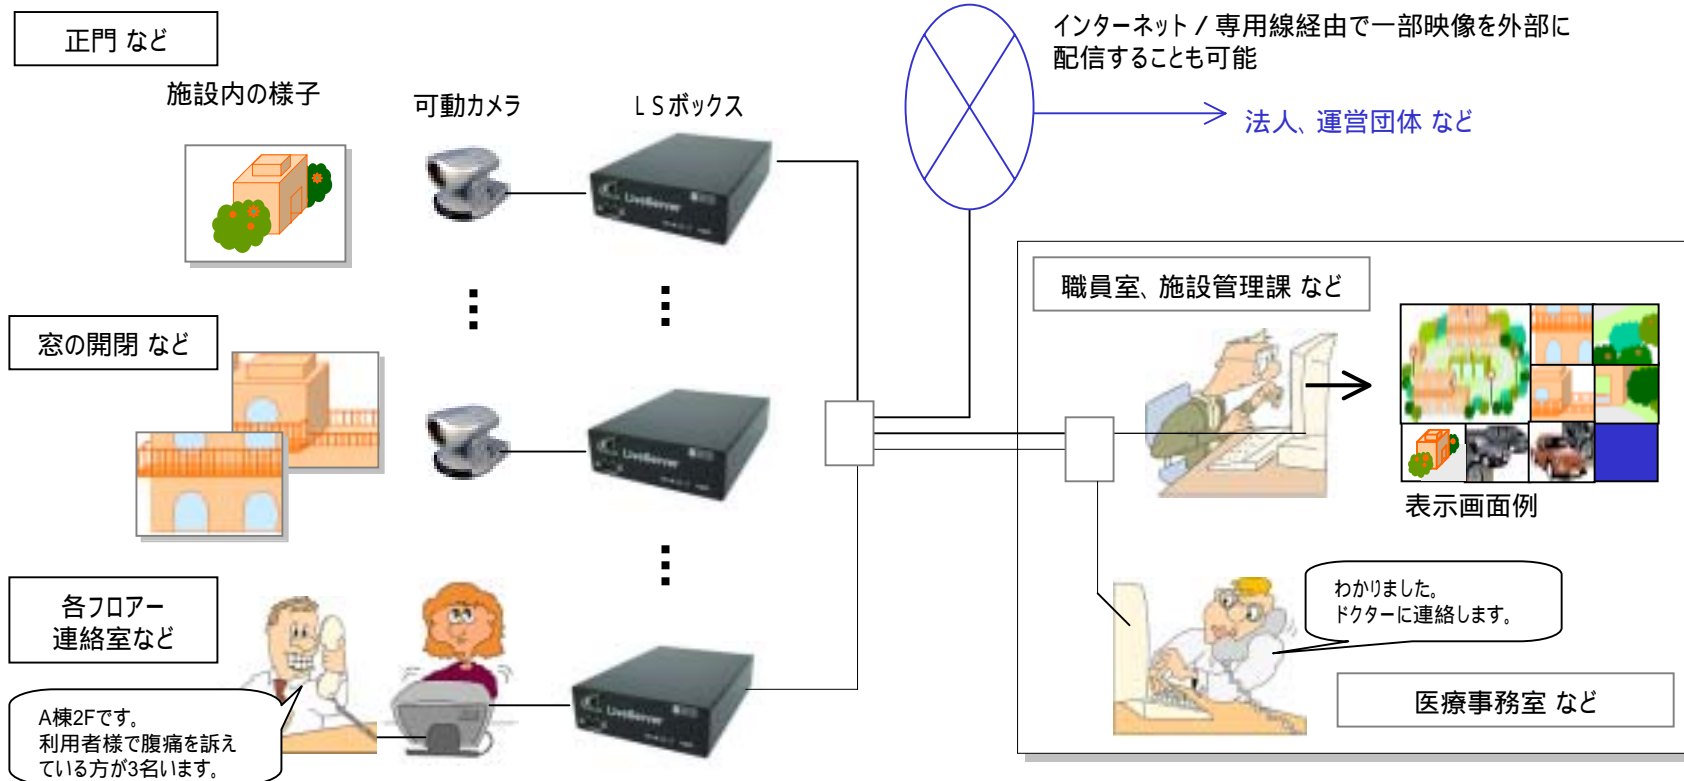 正門 など
施設内の様子
可動カメラ
LSボックス
インターネット / 専用線経由で一部映像を外部に
配信することも可能
法人、運営団体 など
LiveServer
職員室、施設管理課 など
窓の開閉 など
LiveServer
表示画面例
各フロアー
連絡室など
わかりました。
ドクターに連絡します。
LiveServer
医療事務室 など
A棟2Fです。
利用者様で腹痛を訴え
ている方が3名います。